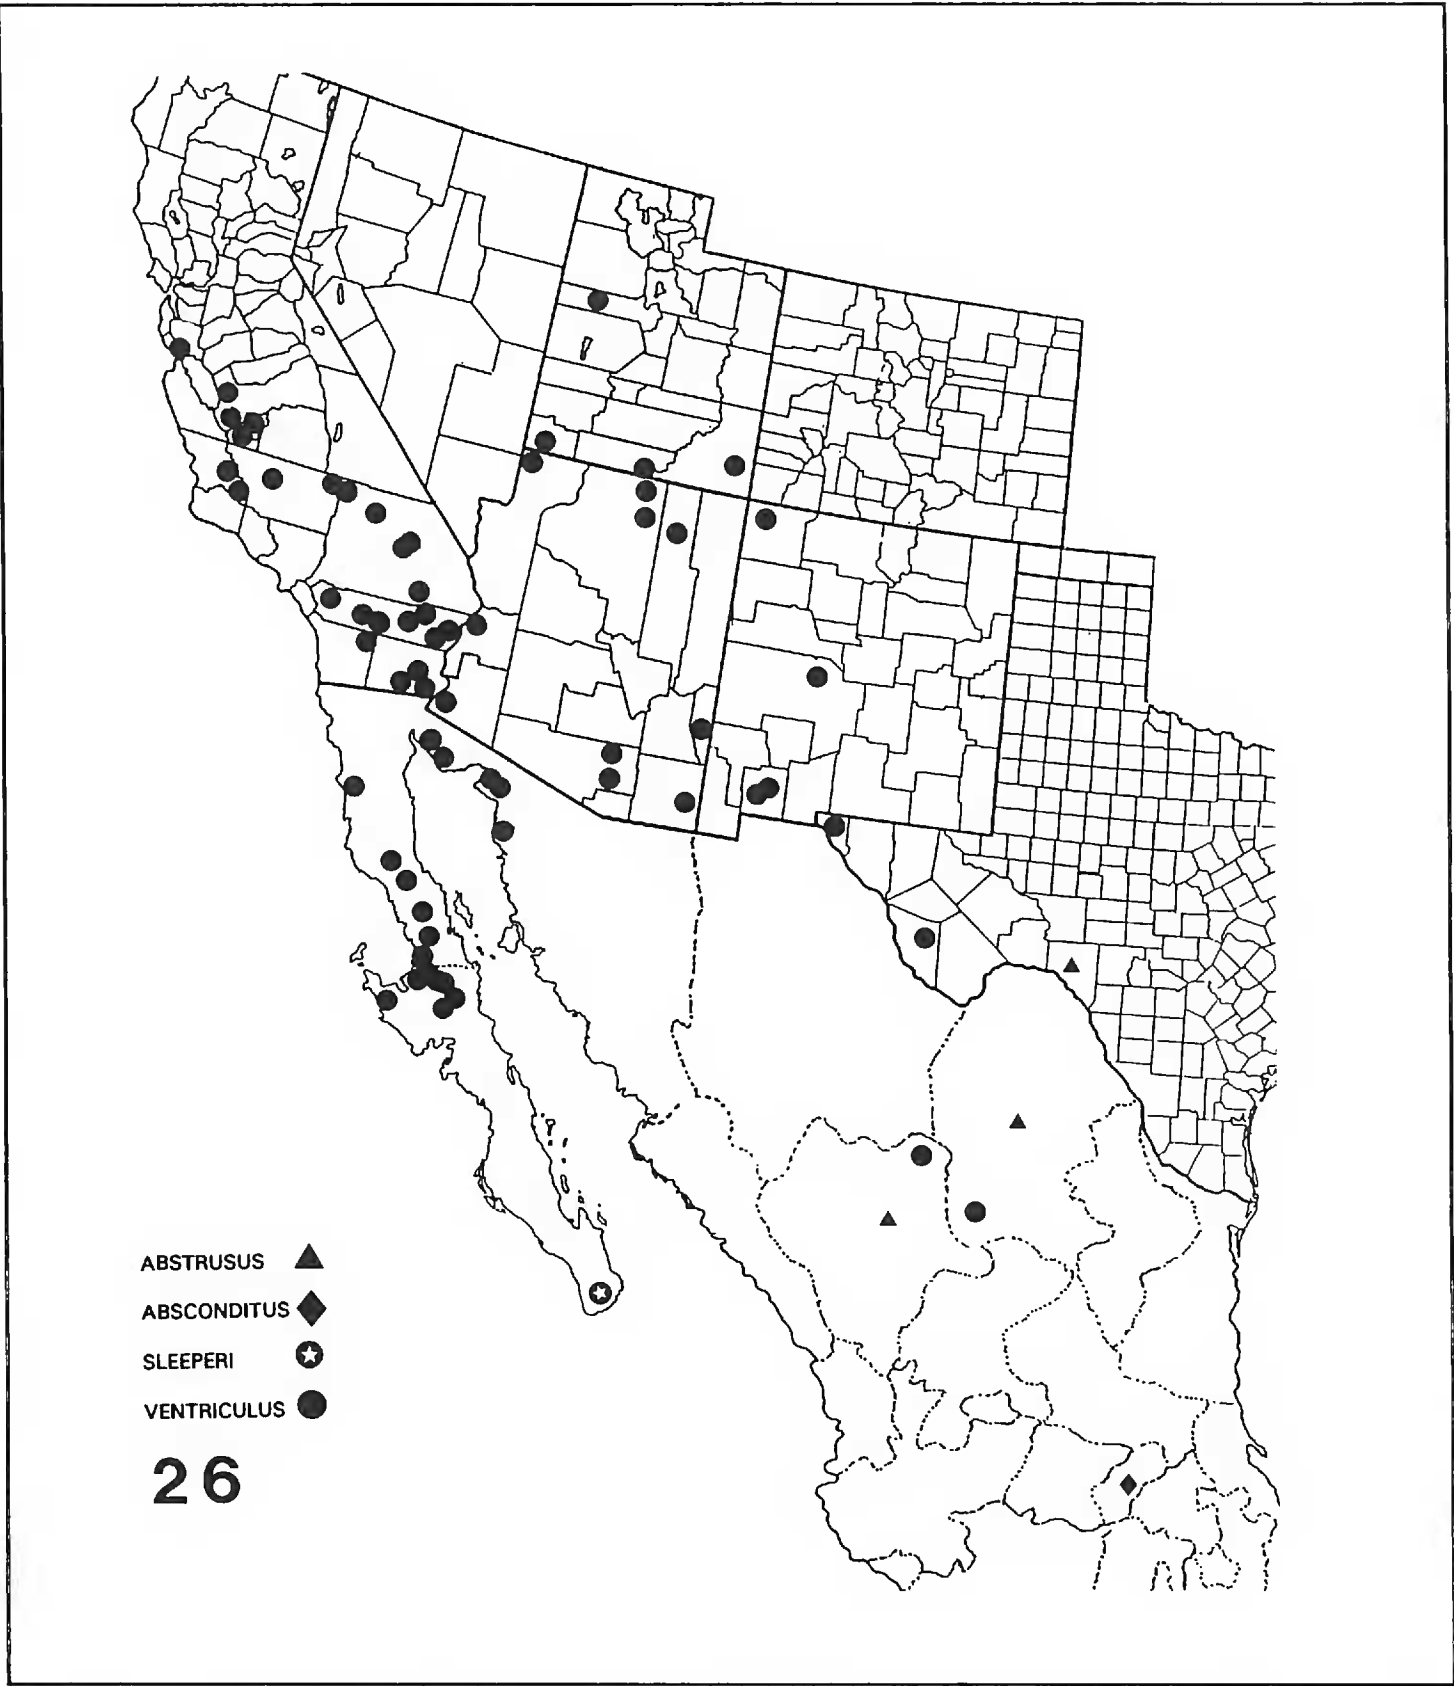 ABSTRUSUS
ABSCONDITUS
SLEEPERI
VENTRICULUS
26